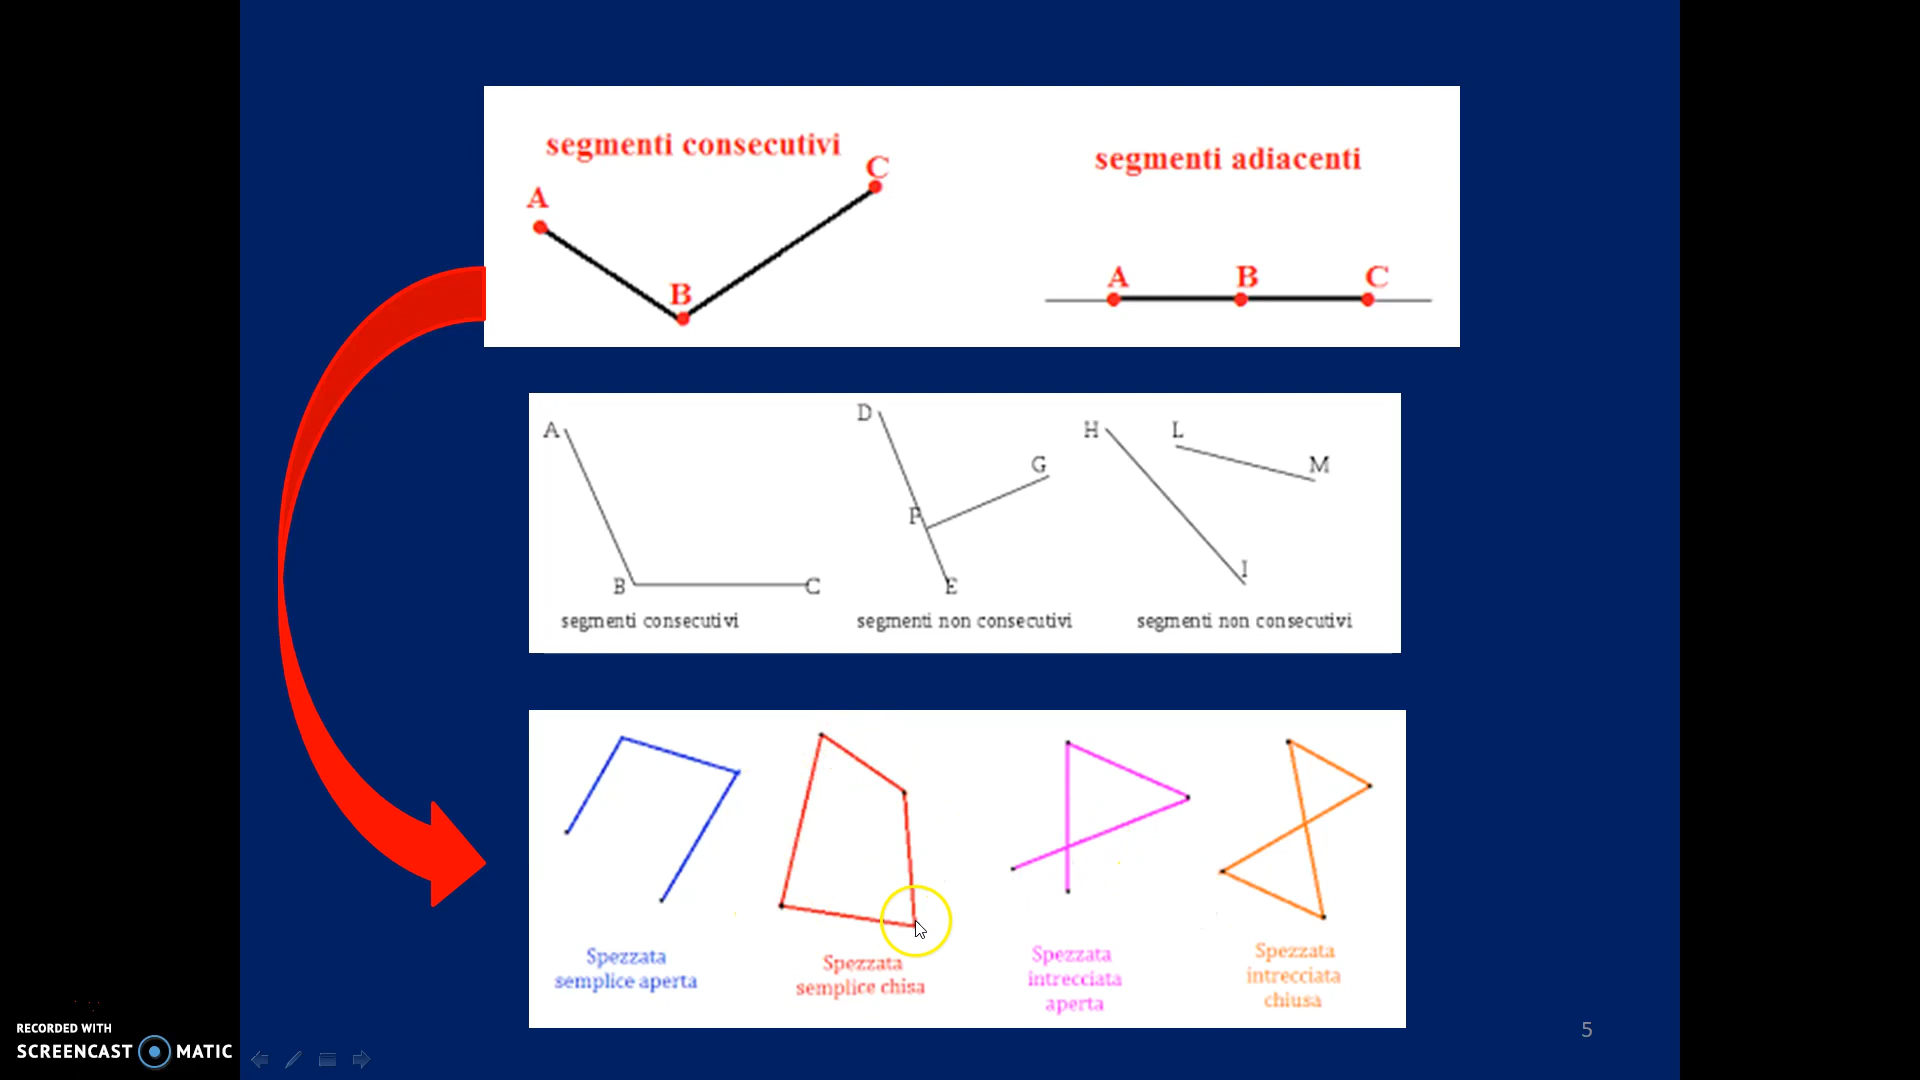 segmenti consecutivi
segmenti adiacenti
A
B
C
A
B
C
A
B
C
segmenti consecutivi
D
G
P
E
segmenti non consecutivi
H
L
M
I
segmenti non consecutivi
Spezzata
semplice aperta
Spezzata
semplice chisa
Spezzata
intrecciata
aperta
Spezzata
intrecciata
chiusa
5
RECORDED WITH
SCREENCAST MATIC